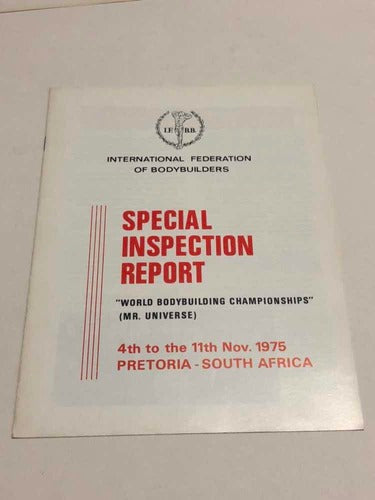 I.F. B.B.
INTERNATIONAL FEDERATION
OF BODYBUILDERS
SPECIAL
INSPECTION
REPORT
"WORLD BODYBUILDING CHAMPIONSHIPS"
(MR. UNIVERSE)
4th to the 11th Nov. 1975
PRETORIA - SOUTH AFRICA